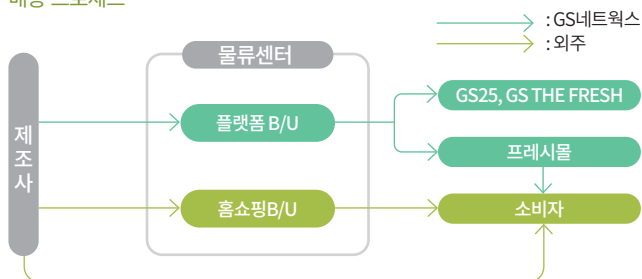 배송 프로세스
: GS네트웍스
: 외주
물류센터
제조사
플랫폼 B/U
GS25, GS THE FRESH
프레시몰
홈쇼핑B/U
소비자